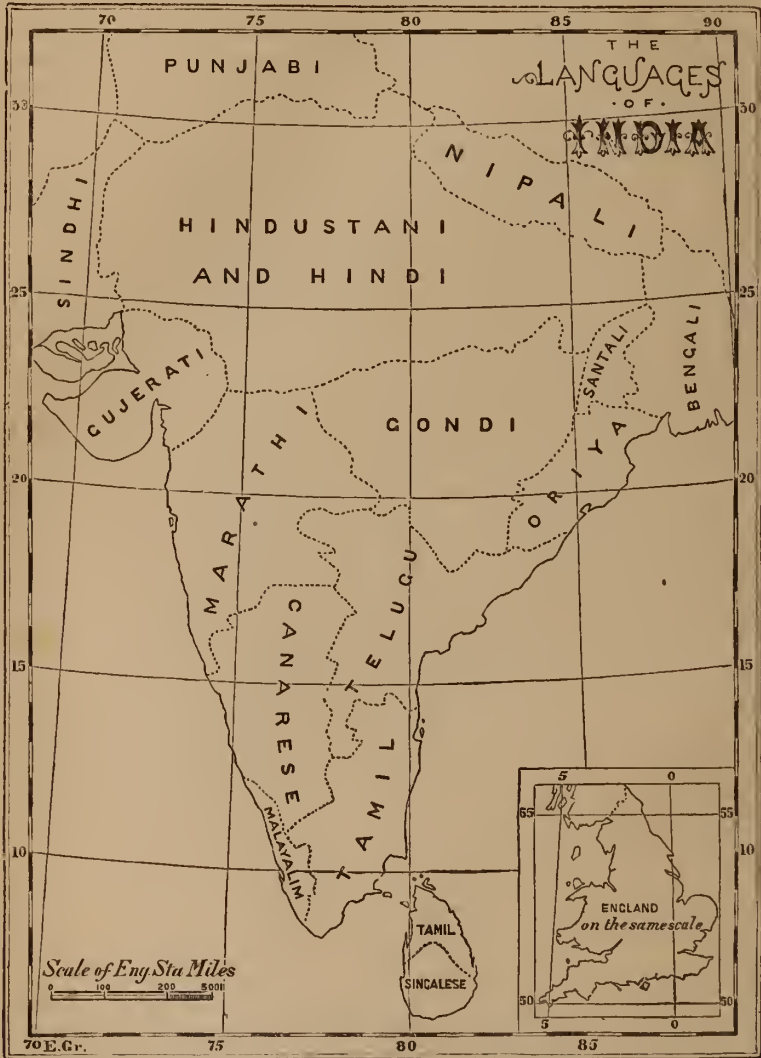 70 75 80 85 90
THE
LANGUAGES
OF
INDIA
PUNJABI
33 30
NIPALI
SINDHI
HINDUSTANI
AND HINDI
25 25
GUJERATI
SANTALI
BENGALI
MARATHI
GONDI
ORIYA
20 20
CANARESE
TELUGU
15 15
TAMIL
MALAYALIM
10 10
5 0
55 55
ENGLAND
on the same scale
50 50
5 0
TAMIL
SINGALESE
Scale of Eng. Sta Miles
0 100 200 500
70 E.Gr. 75 80 85